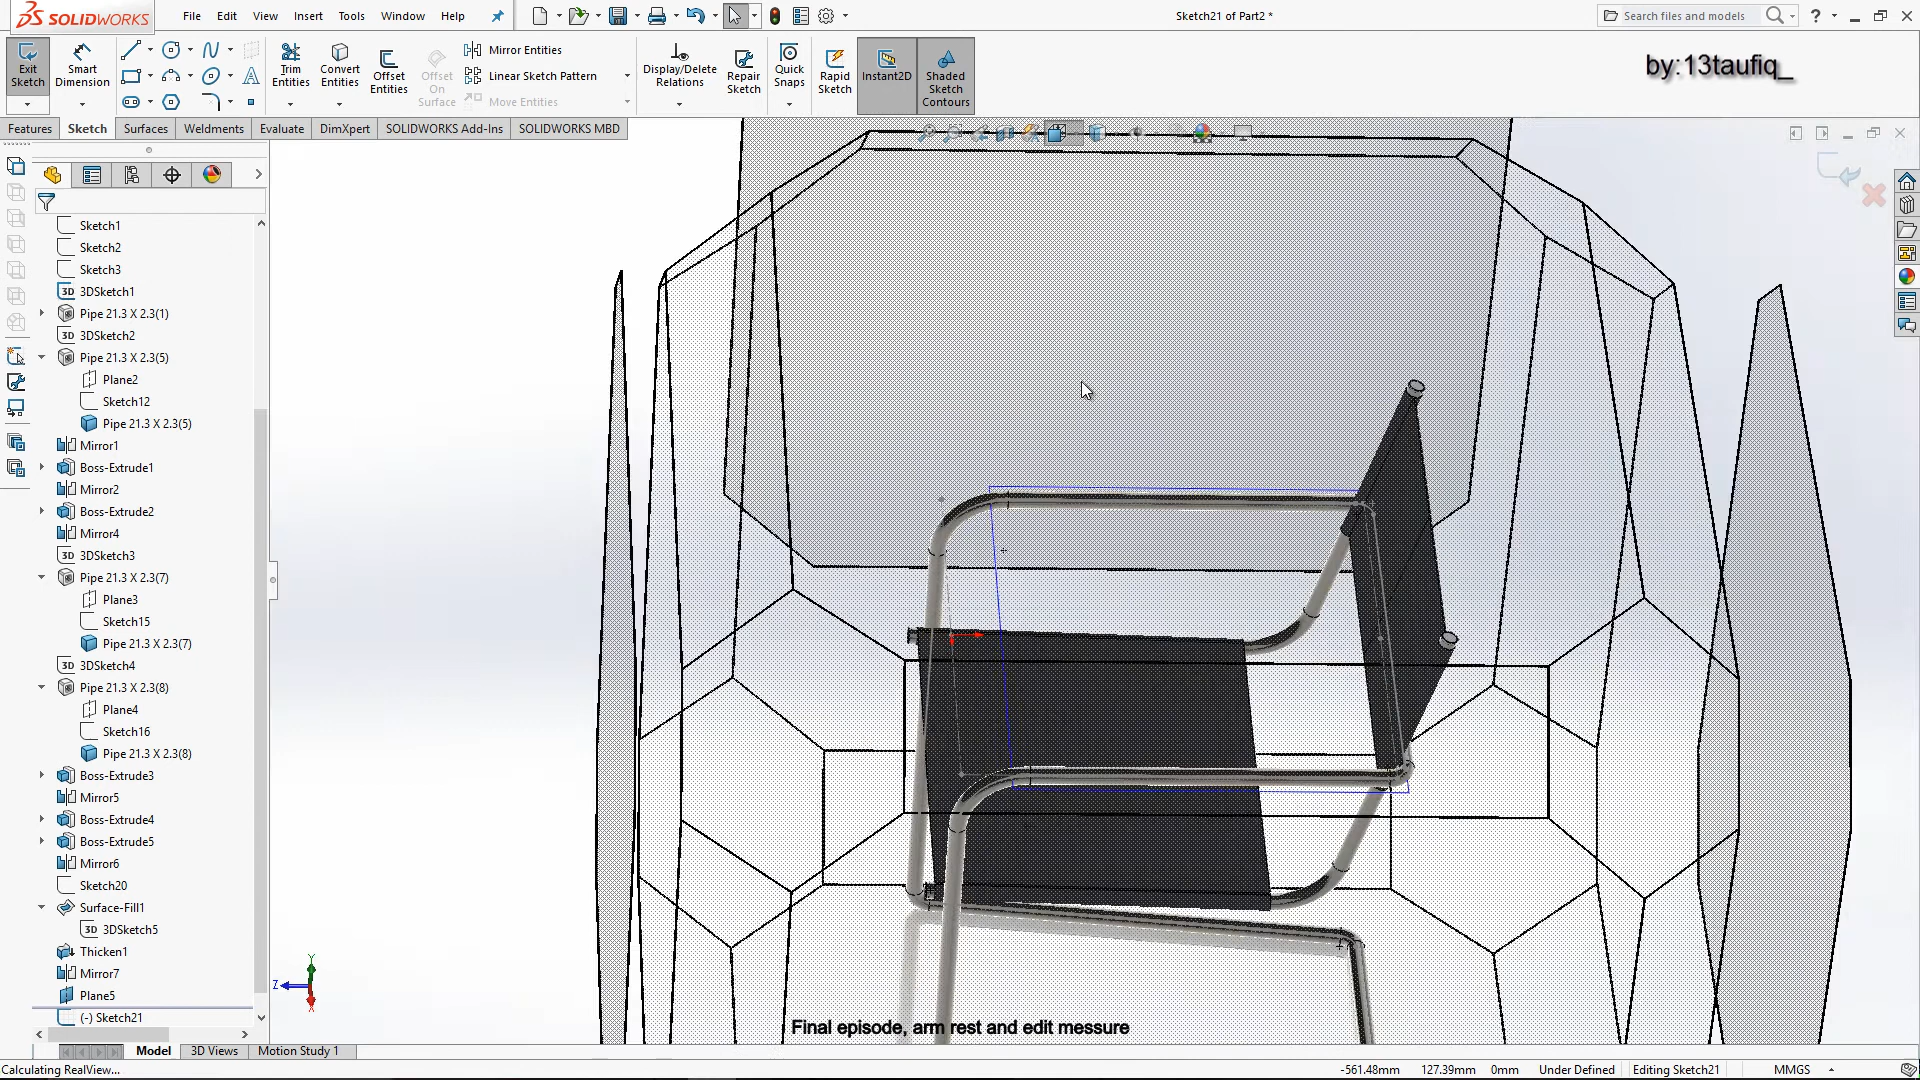 SOLIDWORKS
File Edit View Insert Tools Window Help
Sketch21 of Part2 *
Search files and models
Exit Sketch
Smart Dimension
Trim Entities
Convert Entities
Offset Entities
Offset On Surface
Mirror Entities
Linear Sketch Pattern
Move Entities
Display/Delete Relations
Repair Sketch
Quick Snaps
Rapid Sketch
Instant2D
Shaded Sketch Contours
by:13taufiq_
Features Sketch Surfaces Weldments Evaluate DimXpert SOLIDWORKS Add-Ins SOLIDWORKS MBD
Sketch1
Sketch2
Sketch3
3D 3DSketch1
Pipe 21.3 X 2.3(1)
3D 3DSketch2
Pipe 21.3 X 2.3(5)
Plane2
Sketch12
Pipe 21.3 X 2.3(5)
Mirror1
Boss-Extrude1
Mirror2
Boss-Extrude2
Mirror4
3D 3DSketch3
Pipe 21.3 X 2.3(7)
Plane3
Sketch15
Pipe 21.3 X 2.3(7)
3D 3DSketch4
Pipe 21.3 X 2.3(8)
Plane4
Sketch16
Pipe 21.3 X 2.3(8)
Boss-Extrude3
Mirror5
Boss-Extrude4
Boss-Extrude5
Mirror6
Sketch20
Surface-Fill1
3D 3DSketch5
Thicken1
Mirror7
Plane5
(-) Sketch21
Y
Z
X
Final episode, arm rest and edit messure
Model 3D Views Motion Study 1
Calculating RealView... -561.48mm 127.39mm 0mm Under Defined Editing Sketch21 MMGS